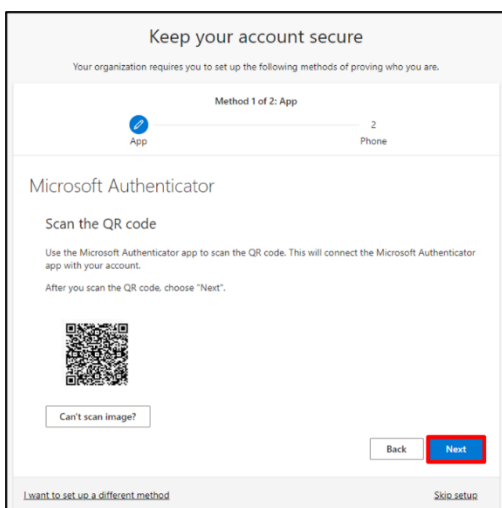 Keep your account secure
Your organization requires you to set up the following methods of proving who you are.
Method 1 of 2: App
2
App
Phone
Microsoft Authenticator
Scan the QR code
Use the Microsoft Authenticator app to scan the QR code. This will connect the Microsoft Authenticator
app with your account.
After you scan the QR code, choose "Next".
Can't scan image?
Back
Next
I want to set up a different method
Skip setup